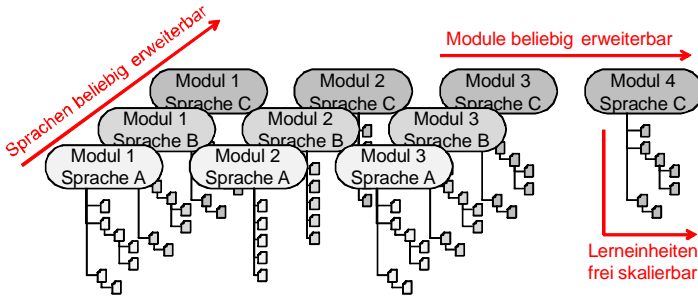 Sprachen beliebig erweiterbar
Module beliebig erweiterbar
Modul 1
Sprache C
Modul 2
Sprache C
Modul 3
Sprache C
Modul 4
Sprache C
Modul 1
Sprache B
Modul 2
Sprache B
Modul 3
Sprache B
Modul 1
Sprache A
Modul 2
Sprache A
Modul 3
Sprache A
Lerneinheiten
frei skalierbar